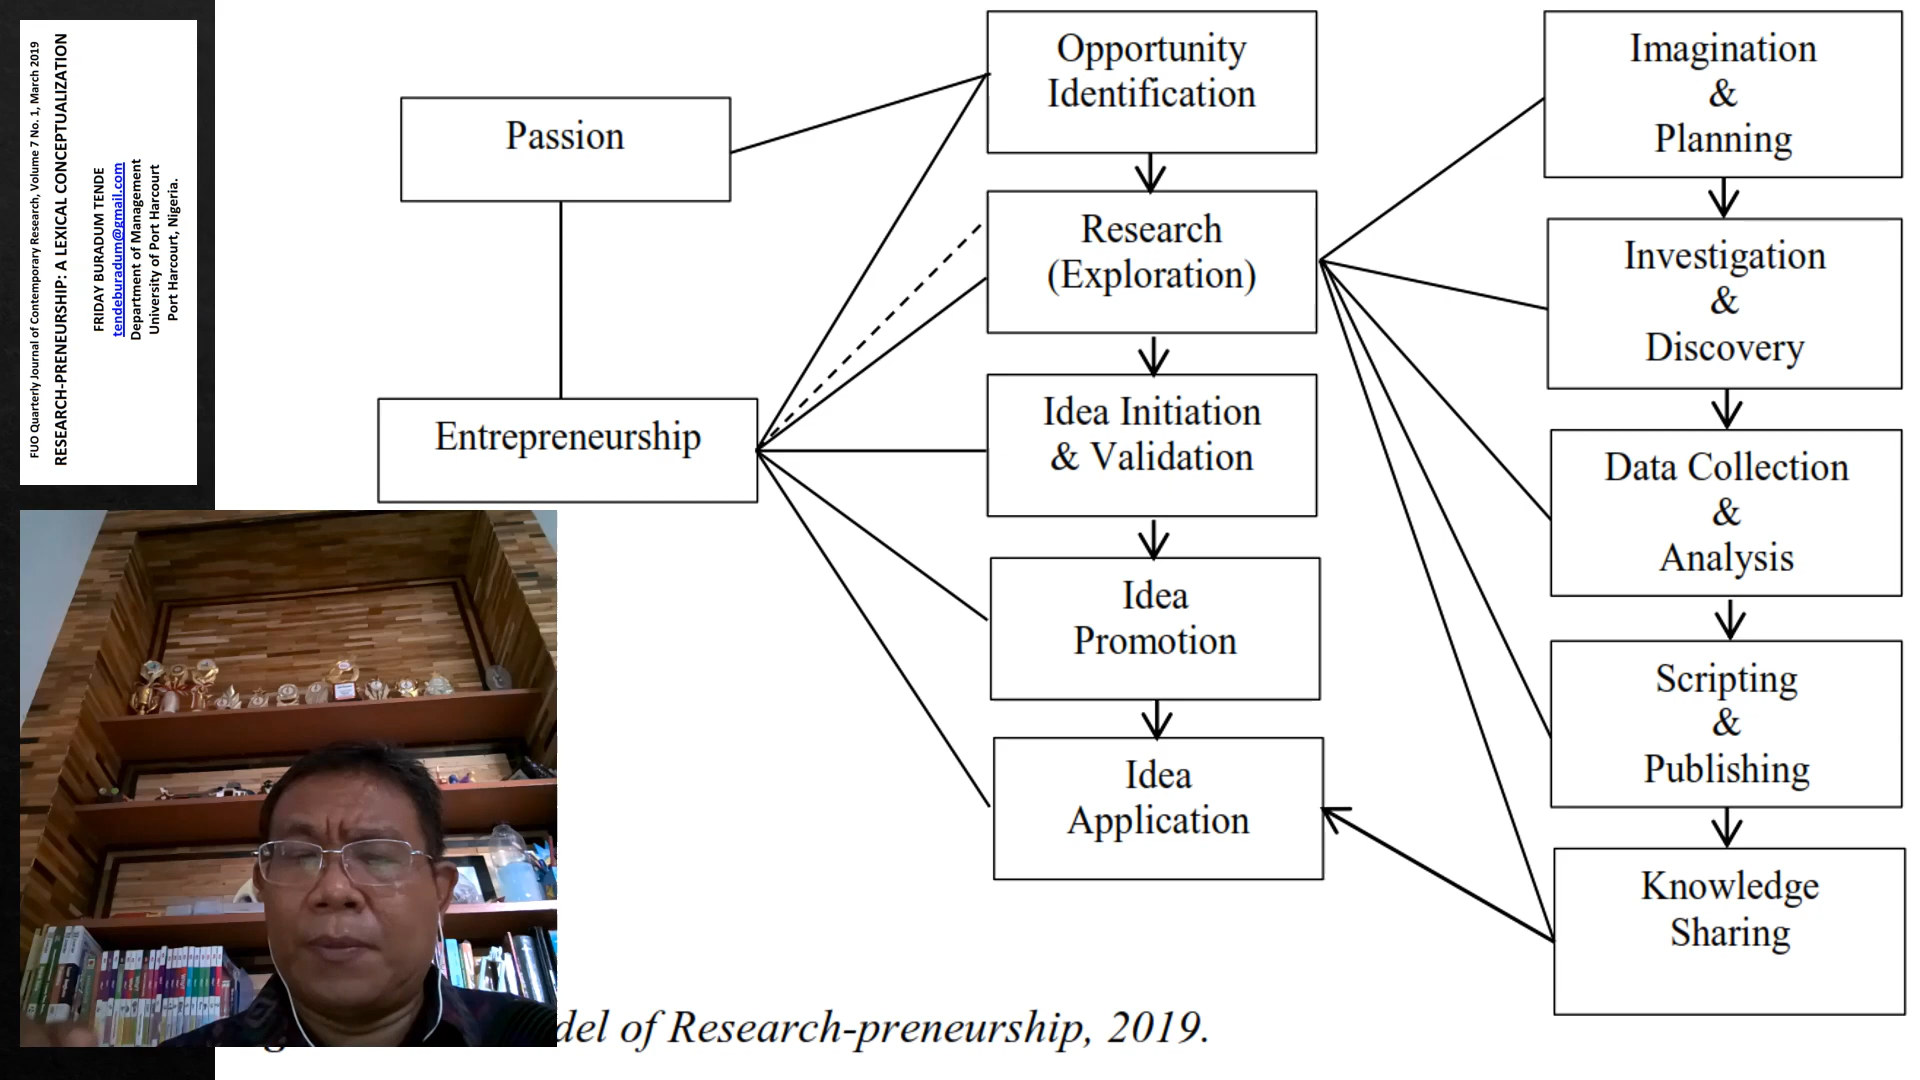 FUO Quarterly Journal of Contemporary Research, Volume 7 No. 1, March 2019
RESEARCH-PRENEURSHIP: A LEXICAL CONCEPTUALIZATION
FRIDAY BURADUM TENDE
tendeburadum@gmail.com
Department of Management
University of Port Harcourt
Port Harcourt, Nigeria.
Passion
Entrepreneurship
Opportunity
Identification
Research
(Exploration)
Idea Initiation
& Validation
Idea
Promotion
Idea
Application
Imagination
&
Planning
Investigation
&
Discovery
Data Collection
&
Analysis
Scripting
&
Publishing
Knowledge
Sharing
of Research-preneurship, 2019.